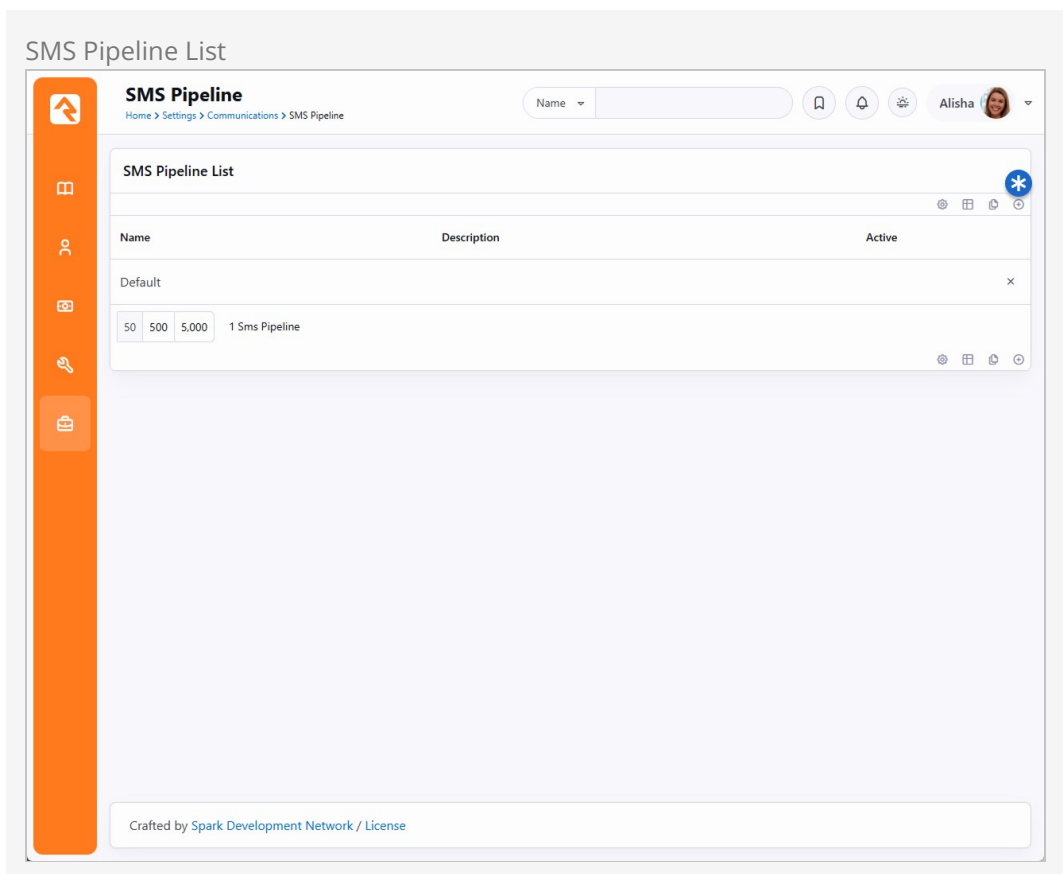 SMS Pipeline List
SMS Pipeline
Home > Settings > Communications > SMS Pipeline
Name
Alisha
SMS Pipeline List
Name Description Active
Default
50 500 5,000 1 Sms Pipeline
Crafted by Spark Development Network / License